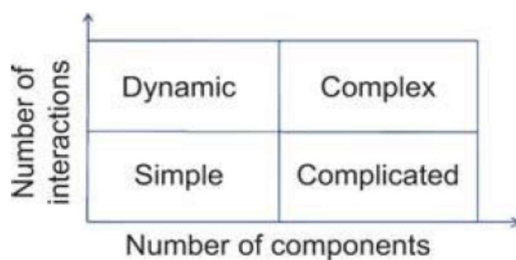 Number of
interactions
Dynamic
Complex
Simple
Complicated
Number of components